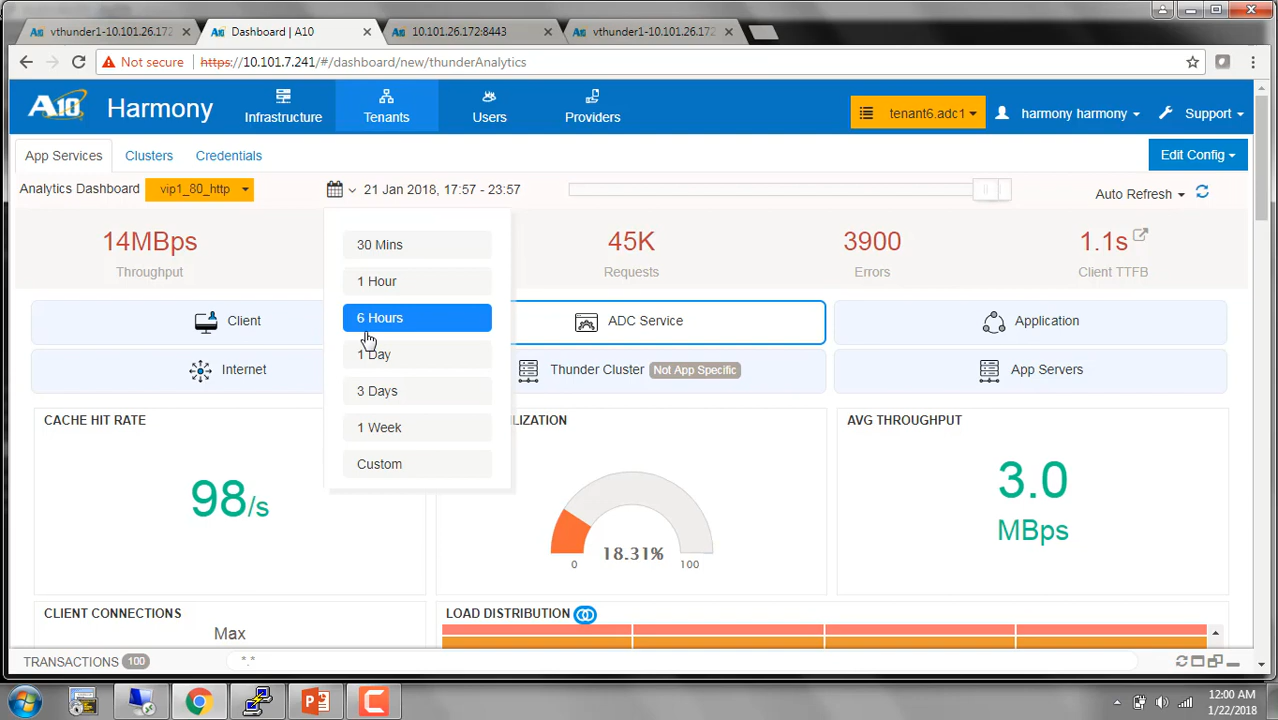 vthunder1-10.101.26.172
Dashboard | A10
10.101.26.172:8443
vthunder1-10.101.26.172
Not secure
https://10.101.7.241/#/dashboard/new/thunderAnalytics
A10 Harmony
Infrastructure
Tenants
Users
Providers
tenant6.adc1
harmony harmony
Support
App Services
Clusters
Credentials
Edit Config
Analytics Dashboard
vip1_80_http
21 Jan 2018, 17:57 - 23:57
Auto Refresh
14MBps
Throughput
45K
Requests
3900
Errors
1.1s
Client TTFB
30 Mins
1 Hour
6 Hours
1 Day
3 Days
1 Week
Custom
Client
ADC Service
Application
Internet
Thunder Cluster
Not App Specific
App Servers
CACHE HIT RATE
98/s
18.31%
0
100
AVG THROUGHPUT
3.0
MBps
CLIENT CONNECTIONS
Max
LOAD DISTRIBUTION
TRANSACTIONS 100
*.*
12:00 AM
1/22/2018